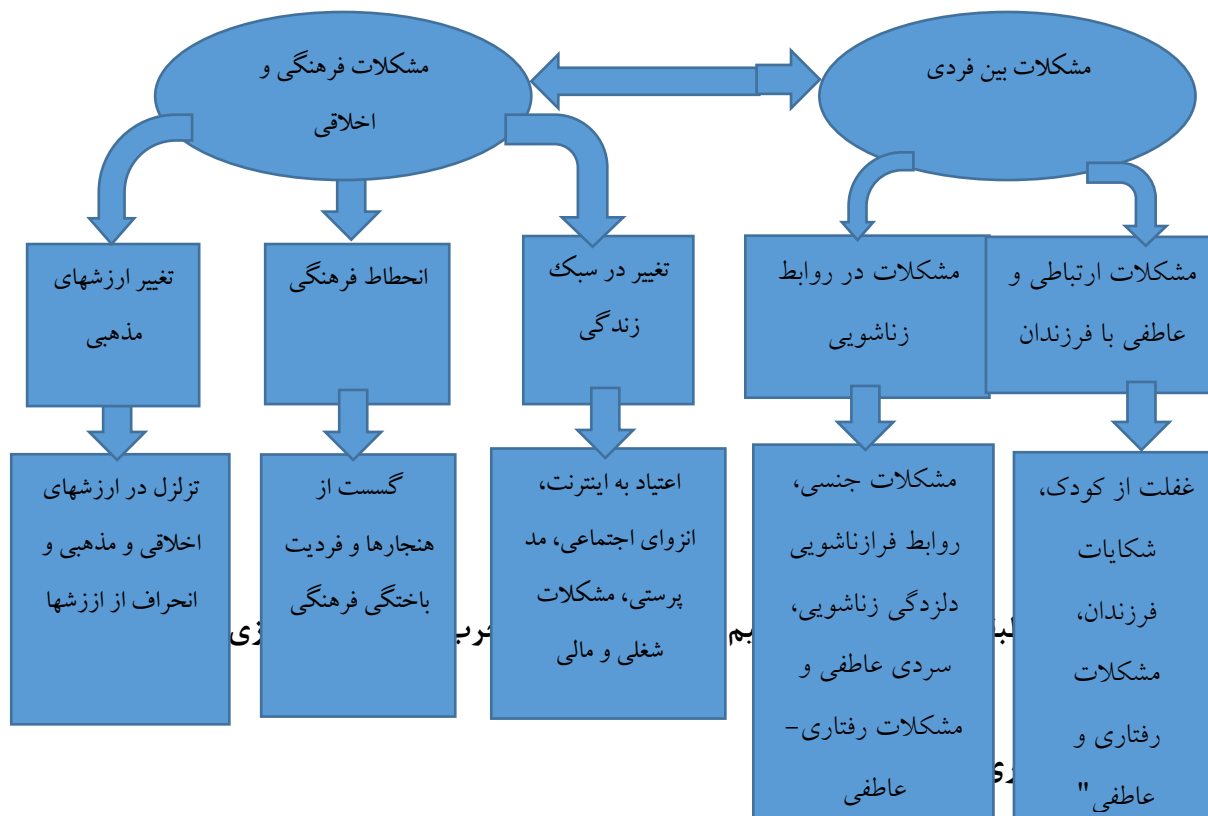 مشکلات بین فردی
مشکلات فرهنگی و
اخلاقی
مشکلات ارتباطی و
عاطفی با فرزندان
مشکلات در روابط
زناشویی
تغییر در سبک
زندگی
انحطاط فرهنگی
تغییر ارزشهای
مذهبی
غفلت از کودک،
شکایات
فرزندان،
مشکلات
رفتاری و
عاطفی"
مشکلات جنسی،
روابط فرازناشویی
دلزدگی زناشویی،
سردی عاطفی و
مشکلات رفتاری-
عاطفی
اعتیاد به اینترنت،
انزوای اجتماعی، مد
پرستی، مشکلات
شغلی و مالی
گسست از
هنجارها و فردیت
باختگی فرهنگی
تزلزل در ارزشهای
اخلاقی و مذهبی و
انحراف از اززشها